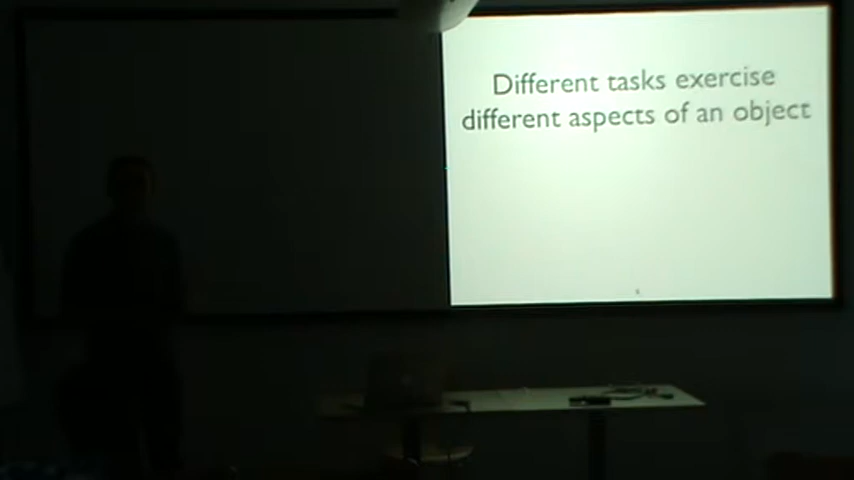 Different tasks exercise
different aspects of an object